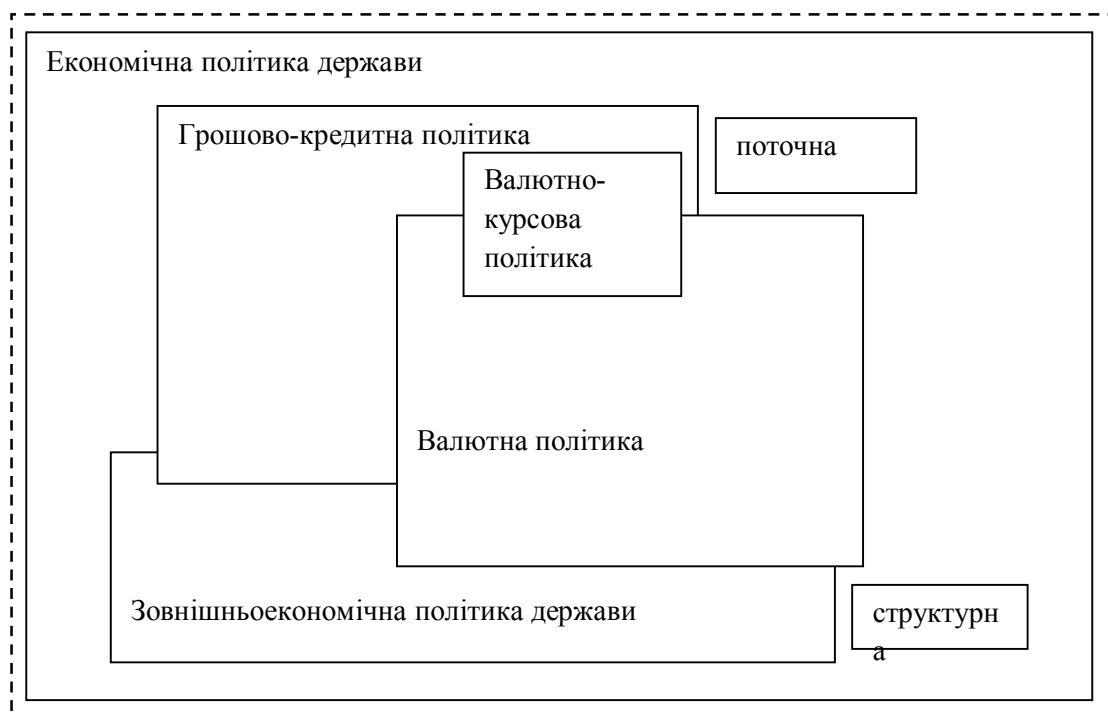 Економічна політика держави
Грошово-кредитна політика
поточна
Валютно-
курсова
політика
Валютна політика
Зовнішньоекономічна політика держави
структурн
а